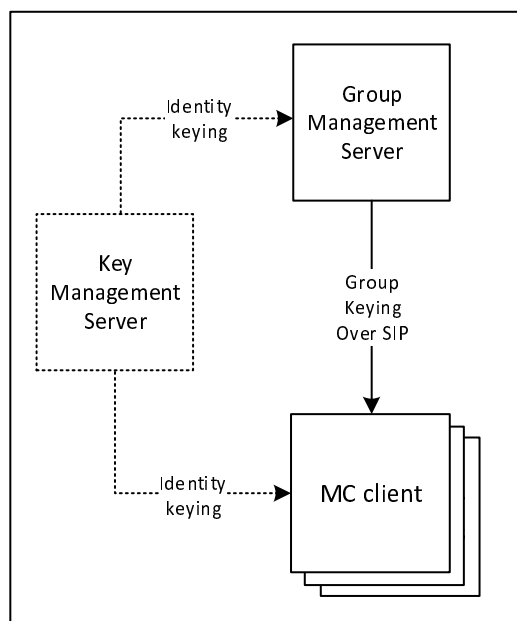 Identity
keying
Group
Management
Server
Key
Management
Server
Group
Keying
Over SIP
Identity
keying
MC client